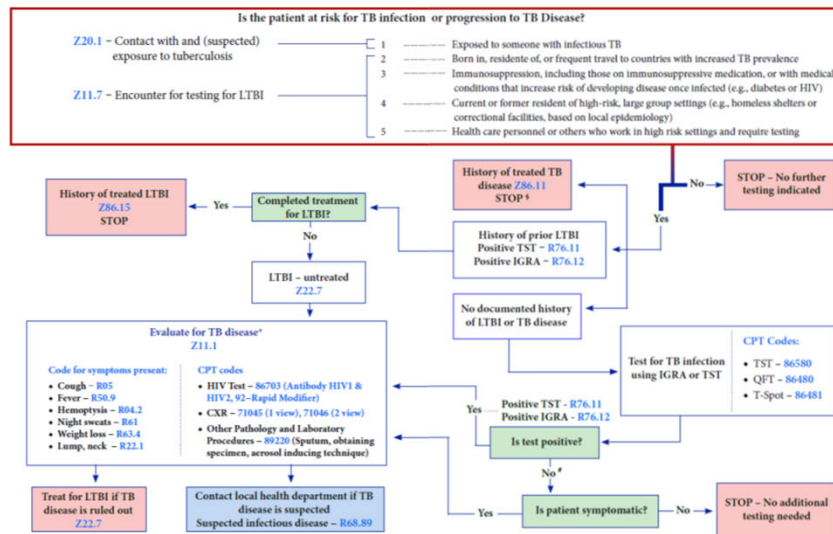 Is the patient at risk for TB infection or progression to TB Disease?
Z20.1 – Contact with and (suspected)
exposure to tuberculosis
Z11.7 – Encounter for testing for LTBI
1 Exposed to someone with infectious TB
2 Born in, residente of, or frequent travel to countries with increased TB prevalence
3 Immunosuppression, including those on immuosuppressive medication, or with medical
conditions that increase risk of developing disease once infected (e.g., diabetes or HIV)
4 Current or former resident of high-risk, large group settings (e.g., homeless shelters or
correctional facilities, based on local epidemiology)
5 Health care personnel or others who work in high risk settings and require testing
No
STOP – No further
testing indicated
Yes
History of treated TB
disease Z86.11
STOP $
History of prior LTBI
Positive TST – R76.11
Positive IGRA – R76.12
Completed treatment
for LTBI?
Yes
History of treated LTBI
Z86.15
STOP
No
LTBI – untreated
Z22.7
No documented history
of LTBI or TB disease
Test for TB infection
using IGRA or TST
CPT Codes:
• TST - 86580
• QFT - 86480
• T-Spot - 86481
Evaluate for TB disease+
Z11.1
Code for symptoms present:
• Cough – R05
• Fever – R50.9
• Hemoptysis – R04.2
• Night sweats – R61
• Weight loss – R63.4
• Lump, neck – R22.1
CPT codes
• HIV Test – 86703 (Antibody HIV1 &
HIV2, 92–Rapid Modifier)
• CXR – 71045 (1 view), 71046 (2 view)
• Other Pathology and Laboratory
Procedures – 89220 (Sputum, obtaining
specimen, aerosol inducing technique)
Positive TST - R76.11
Positive IGRA - R76.12
Yes
Is test positive?
No #
Is patient symptomatic?
Yes
No
STOP – No additional
testing needed
Treat for LTBI if TB
disease is ruled out
Z22.7
Contact local health department if TB
disease is suspected
Suspected infectious disease – R68.89